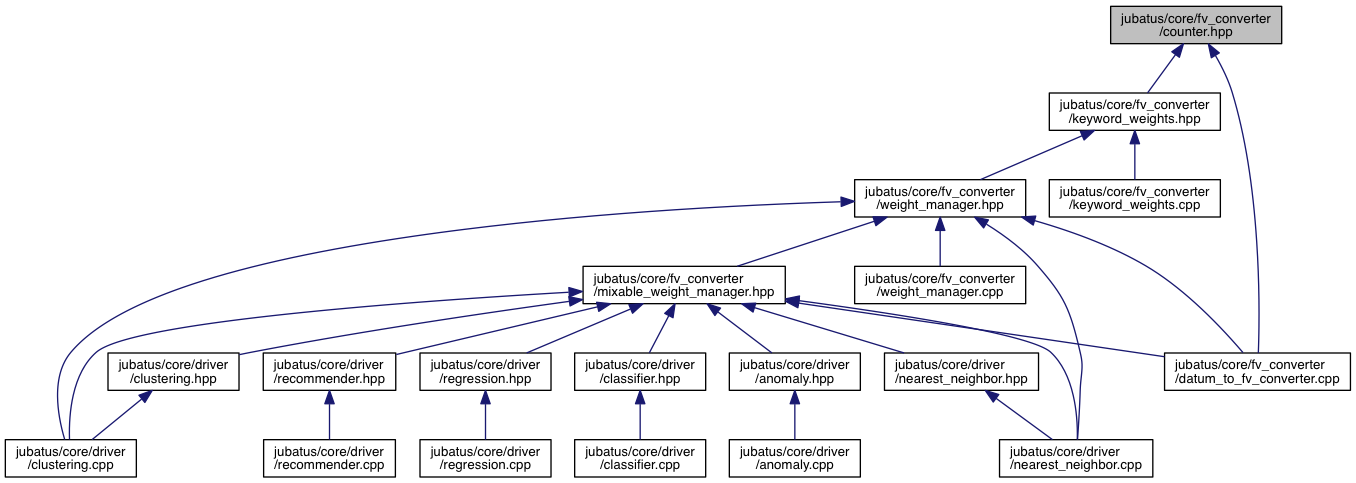 jubatus/core/fv_converter
/counter.hpp
jubatus/core/fv_converter
/keyword_weights.hpp
jubatus/core/fv_converter
/weight_manager.hpp
jubatus/core/fv_converter
/keyword_weights.cpp
jubatus/core/fv_converter
/mixable_weight_manager.hpp
jubatus/core/fv_converter
/weight_manager.cpp
jubatus/core/driver
/clustering.hpp
jubatus/core/driver
/recommender.hpp
jubatus/core/driver
/regression.hpp
jubatus/core/driver
/classifier.hpp
jubatus/core/driver
/anomaly.hpp
jubatus/core/driver
/nearest_neighbor.hpp
jubatus/core/fv_converter
/datum_to_fv_converter.cpp
jubatus/core/driver
/clustering.cpp
jubatus/core/driver
/recommender.cpp
jubatus/core/driver
/regression.cpp
jubatus/core/driver
/classifier.cpp
jubatus/core/driver
/anomaly.cpp
jubatus/core/driver
/nearest_neighbor.cpp